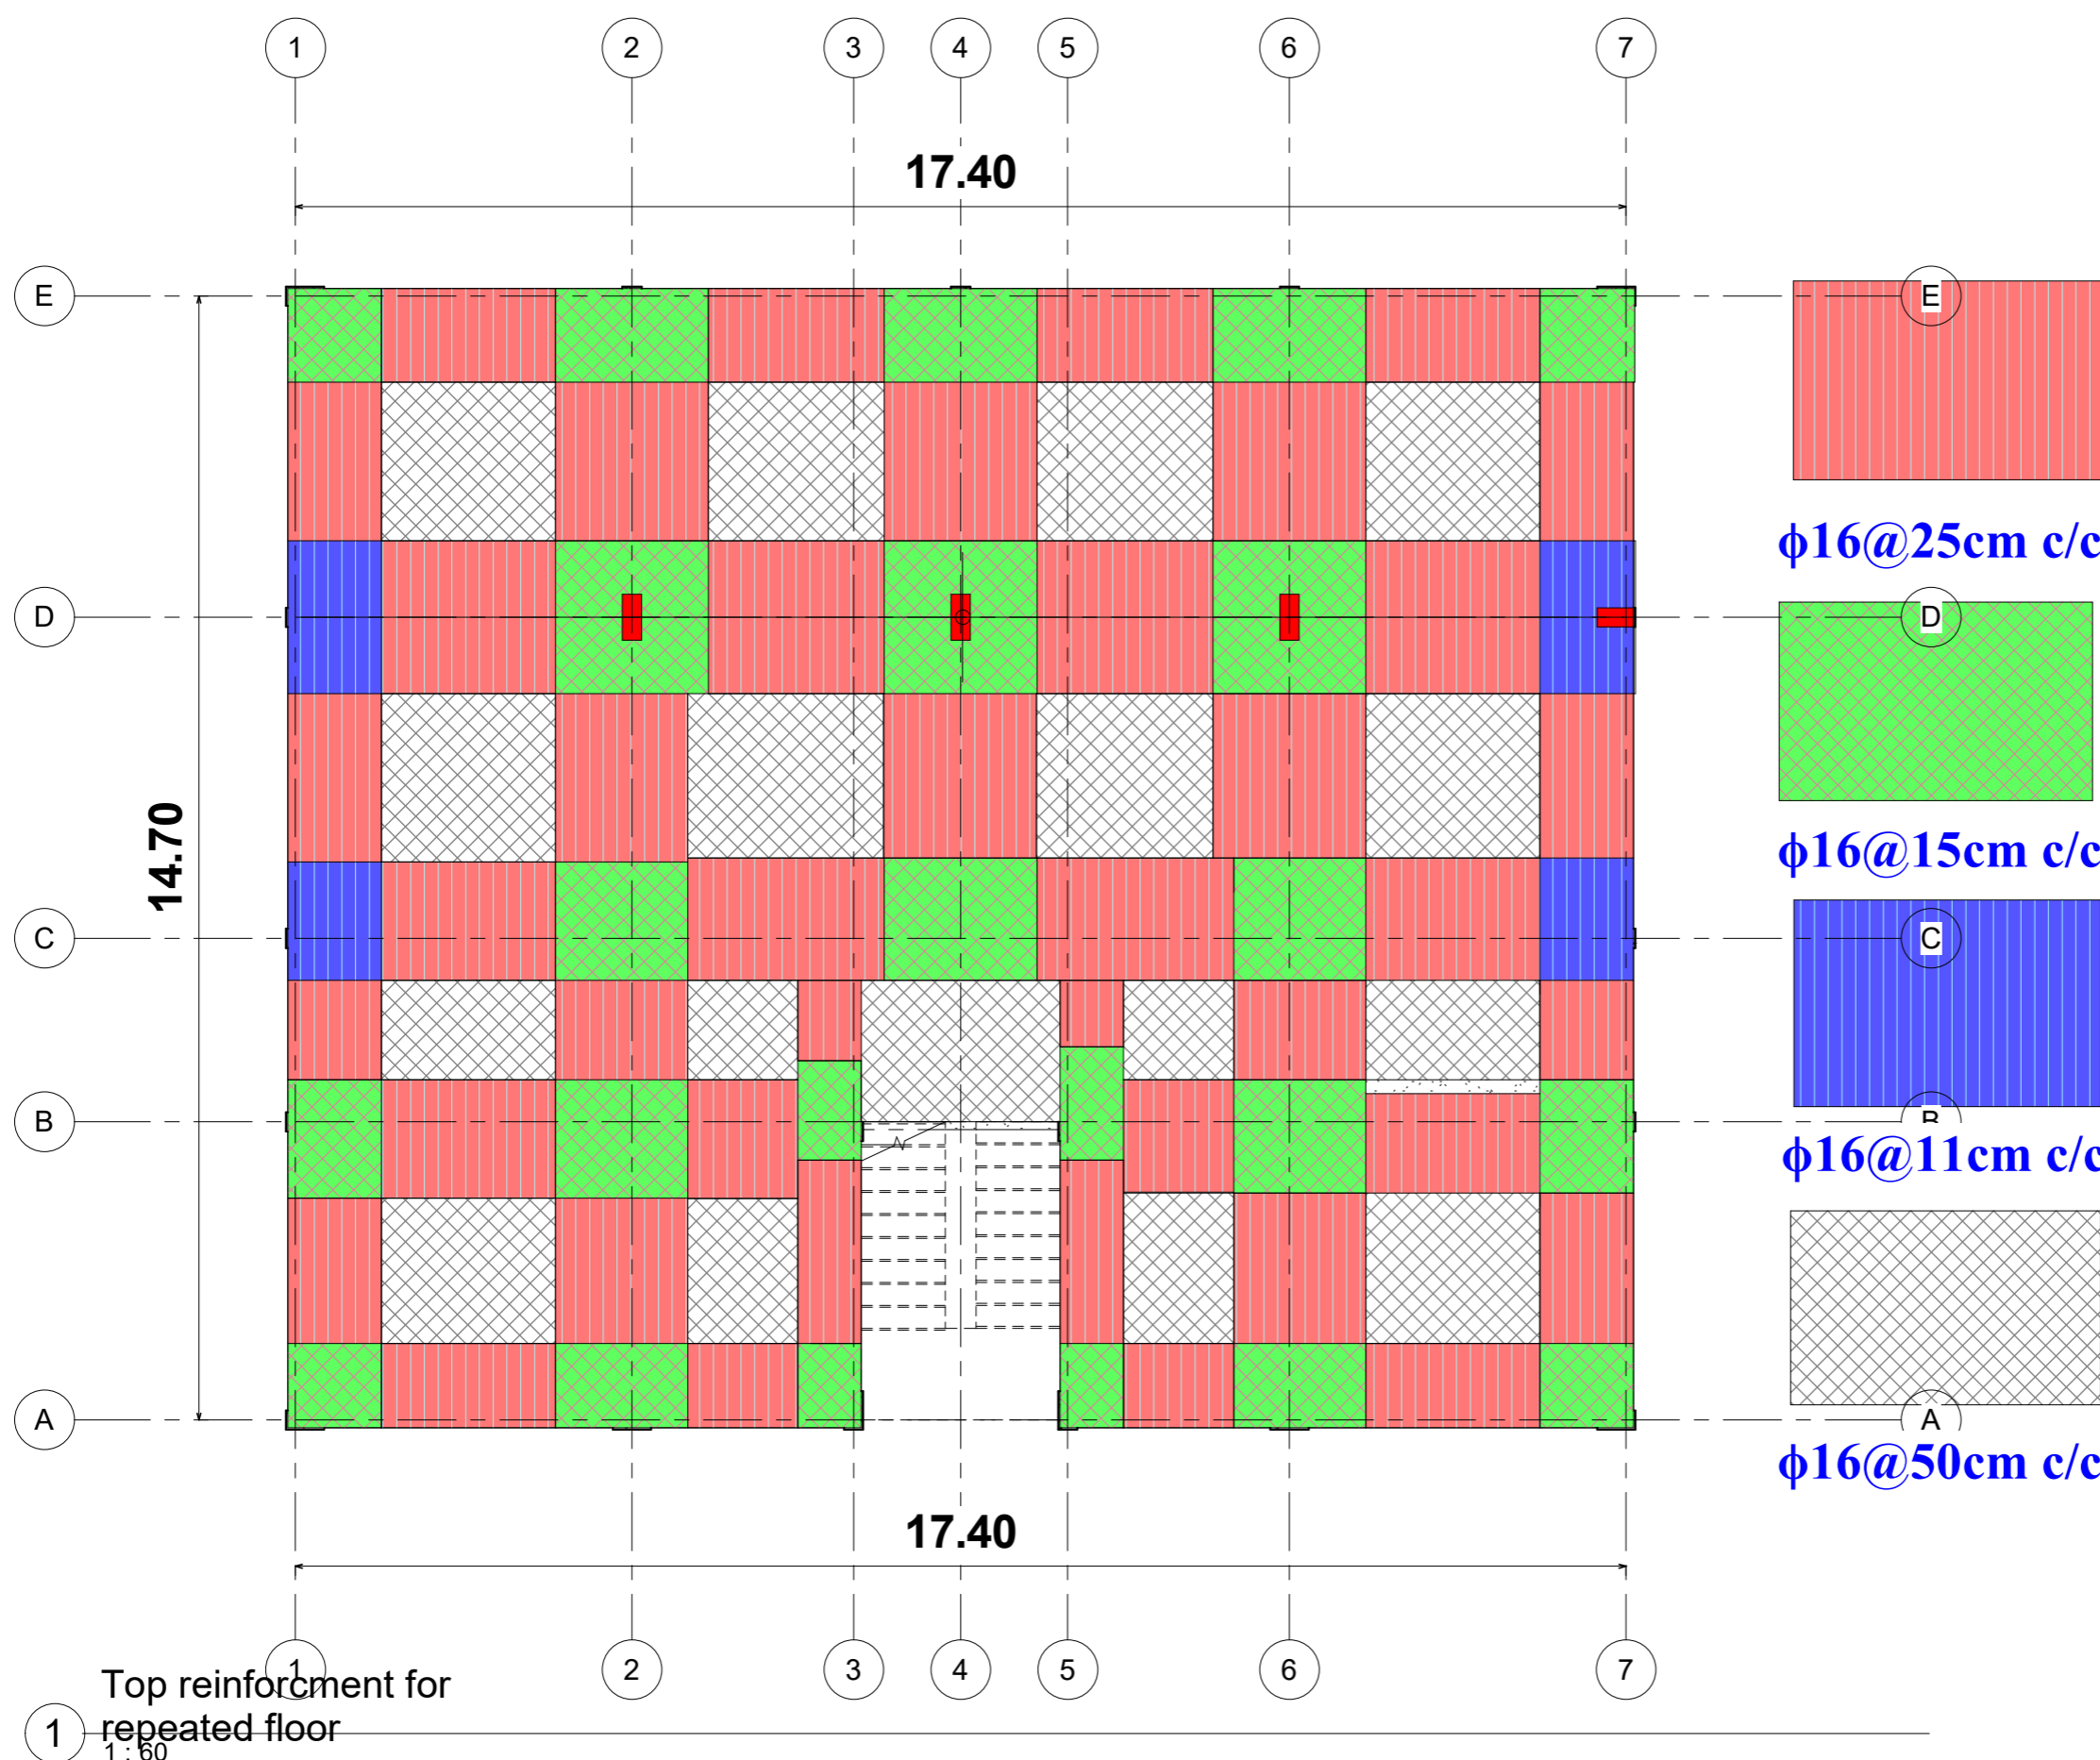 1 2 3 4 5 6 7
17.40
E E
ϕ16@25cm c/c
D D
ϕ16@15cm c/c
14.70
C C
B B
ϕ16@11cm c/c
A A
ϕ16@50cm c/c
17.40
1 2 3 4 5 6 7
Top reinforcment for
1 repeated floor
1 : 60